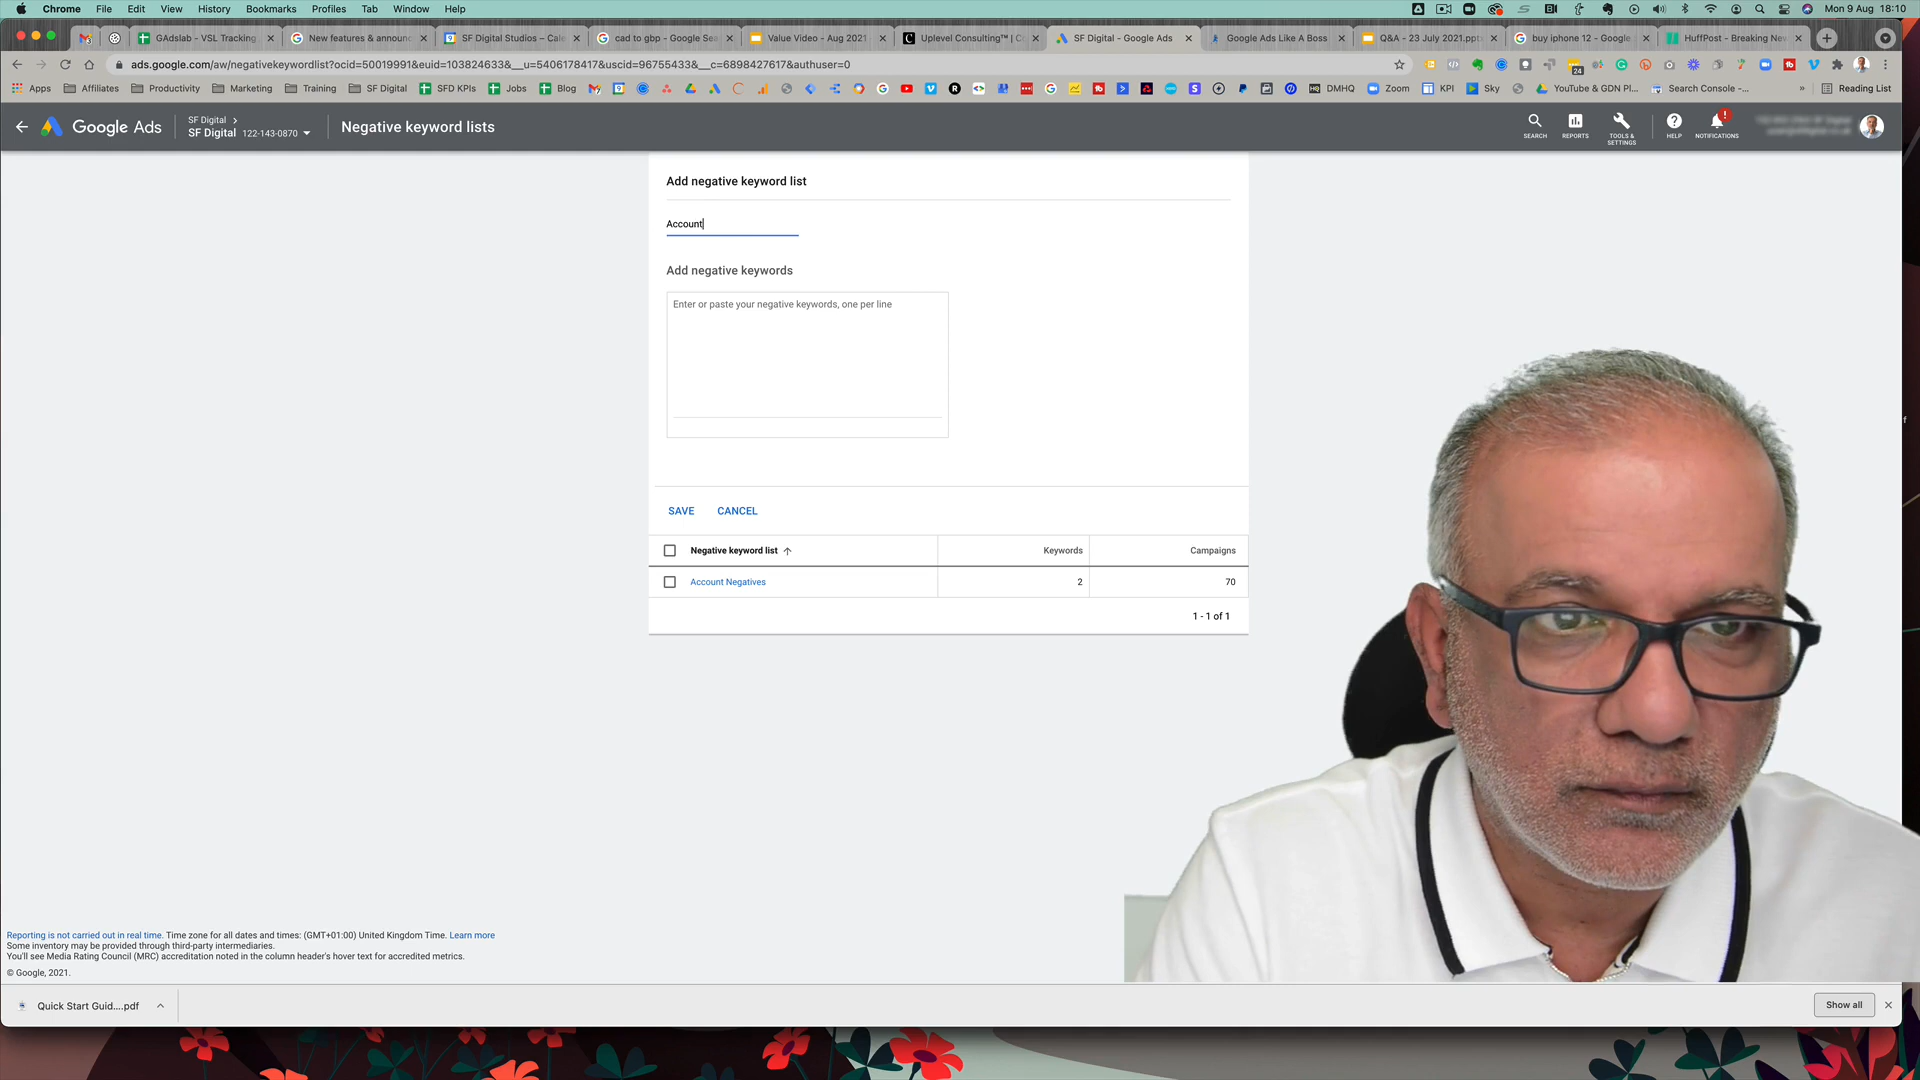 Chrome File Edit View History Bookmarks Profiles Tab Window Help Mon 9 Aug 18:10
GAdslab - VSL Tracking New features & announc SF Digital Studios – Cale cad to gbp - Google Sea Value Video - Aug 2021 Uplevel Consulting™ | Co SF Digital - Google Ads Google Ads Like A Boss Q&A - 23 July 2021.ppt buy iphone 12 - Google HuffPost - Breaking New
ads.google.com/aw/negativekeywordlist?ocid=50019991&euid=103824633&__u=5406178417&uscid=96755433&__c=6898427617&authuser=0
24
Apps Affiliates Productivity Marketing Training SF Digital SFD KPIs Jobs Blog DMHQ Zoom KPI Sky YouTube & GDN Pl... Search Console -... » Reading List
Google Ads
SF Digital
SF Digital 122-143-0870
Negative keyword lists
SEARCH REPORTS TOOLS & SETTINGS HELP NOTIFICATIONS
Add negative keyword list
Account
Add negative keywords
Enter or paste your negative keywords, one per line
SAVE CANCEL
Negative keyword list Keywords Campaigns
Account Negatives 2 70
1 - 1 of 1
Reporting is not carried out in real time. Time zone for all dates and times: (GMT+01:00) United Kingdom Time. Learn more
Some inventory may be provided through third-party intermediaries.
You'll see Media Rating Council (MRC) accreditation noted in the column header's hover text for accredited metrics.
© Google, 2021.
Quick Start Guid....pdf
Show all